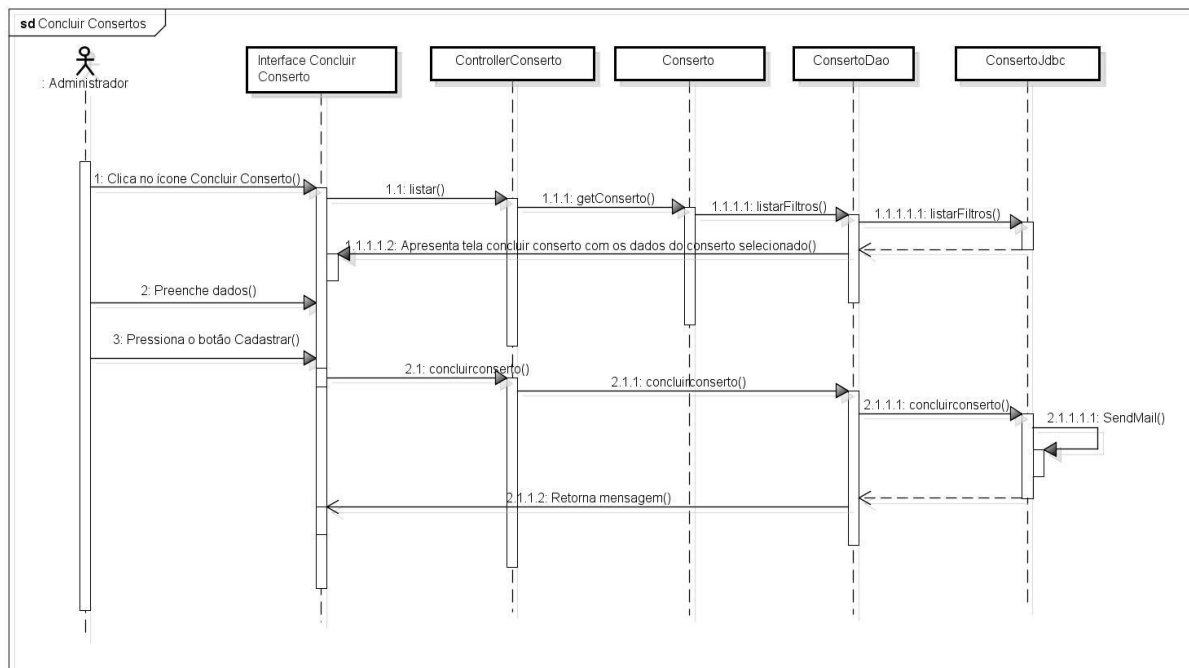 sd Concluir Consertos
: Administrador
Interface Concluir
Conserto
ControllerConserto
Conserto
ConsertoDao
ConsertoJdbc
1: Clica no ícone Concluir Conserto()
1.1: listar()
1.1.1: getConserto()
1.1.1.1: listarFiltros()
1.1.1.1.1: listarFiltros()
1.1.1.1.2: Apresenta tela concluir conserto com os dados do conserto selecionado()
2: Preenche dados()
3: Pressiona o botão Cadastrar()
2.1: concluirconserto()
2.1.1: concluirconserto()
2.1.1.1: concluirconserto()
2.1.1.1.1: SendMail()
2.1.1.2: Retorna mensagem()